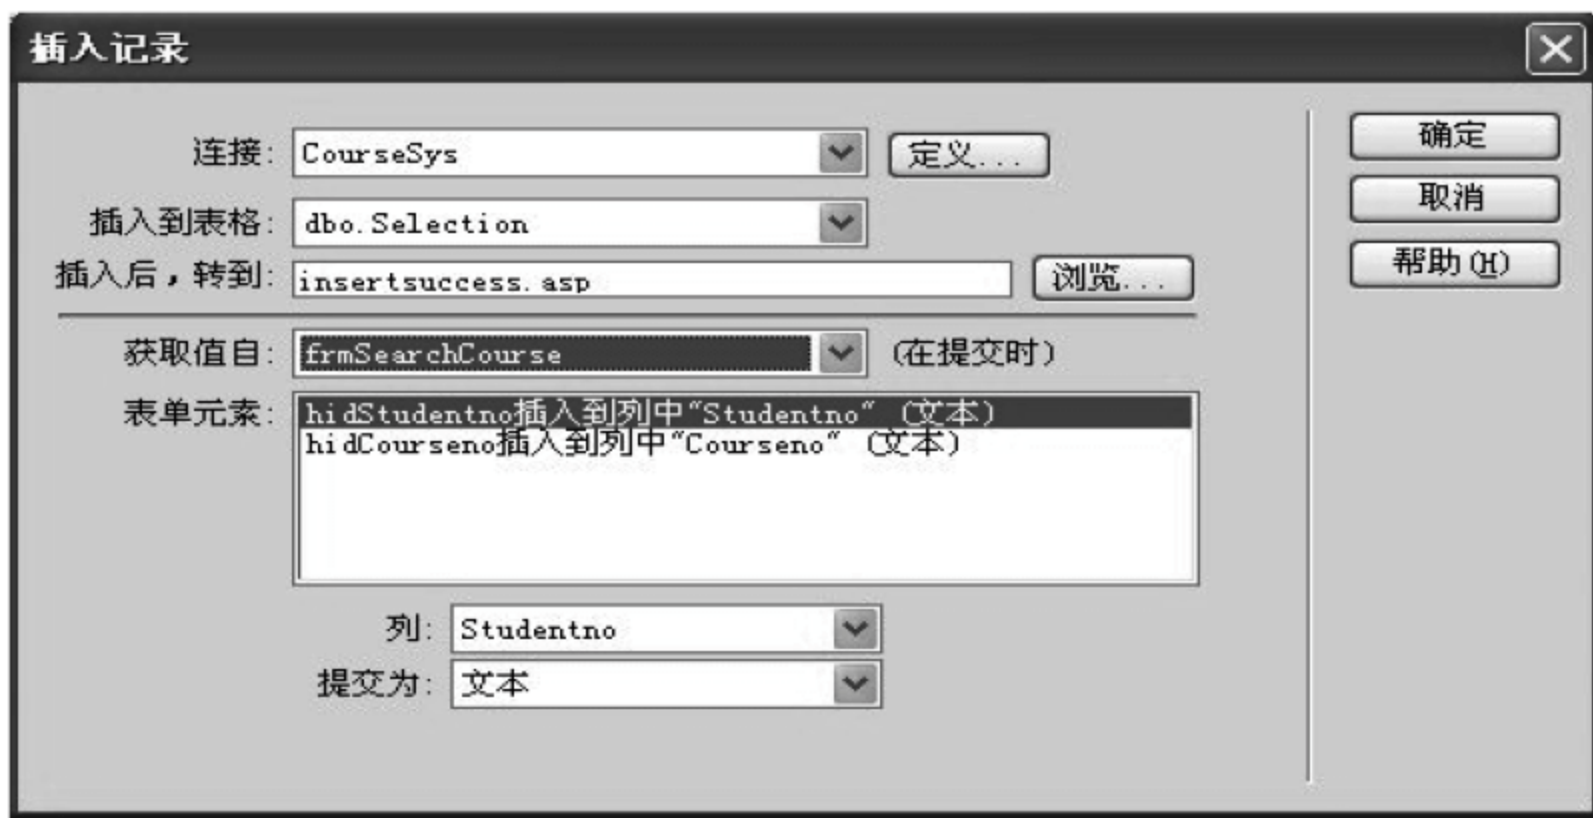 插入记录
连接: CourseSys 定义...
确定
插入到表格: dbo.Selection
取消
插入后，转到: insertsuccess.asp 浏览...
帮助(H)
获取值自: frmSearchCourse (在提交时)
表单元素: hidStudentno插入到列中"Studentno" (文本)
hidCourseno插入到列中"Courseno" (文本)
列: Studentno
提交为: 文本